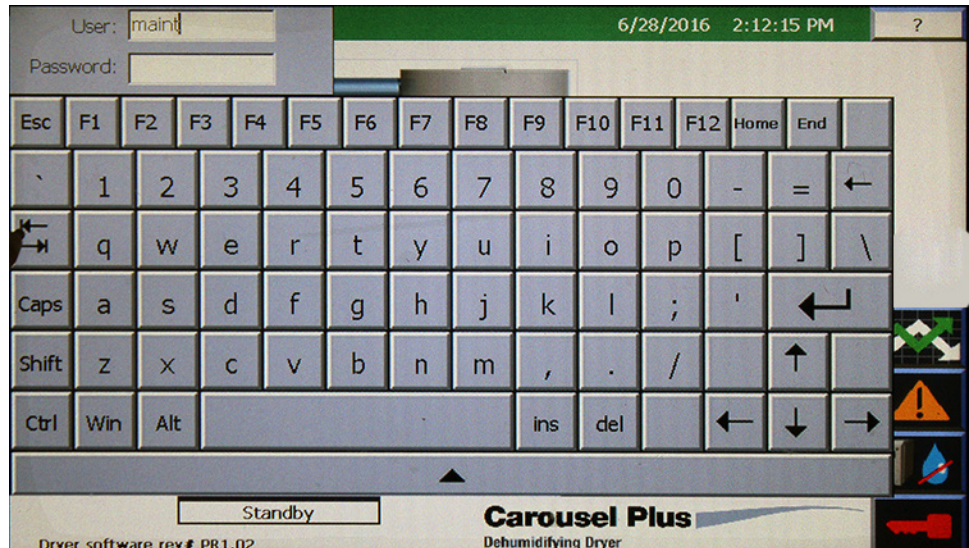 User: maint
6/28/2016 2:12:15 PM ?
Password:
Esc F1 F2 F3 F4 F5 F6 F7 F8 F9 F10 F11 F12 Home End
` 1 2 3 4 5 6 7 8 9 0 - = ←
q w e r t y u i o p [ ] \
Caps a s d f g h j k l ; '
Shift z x c v b n m , . / ↑
Ctrl Win Alt ins del ← ↓ →
Standby
Carousel Plus
Dryer software rev# PR1.02
Dehumidifying Dryer